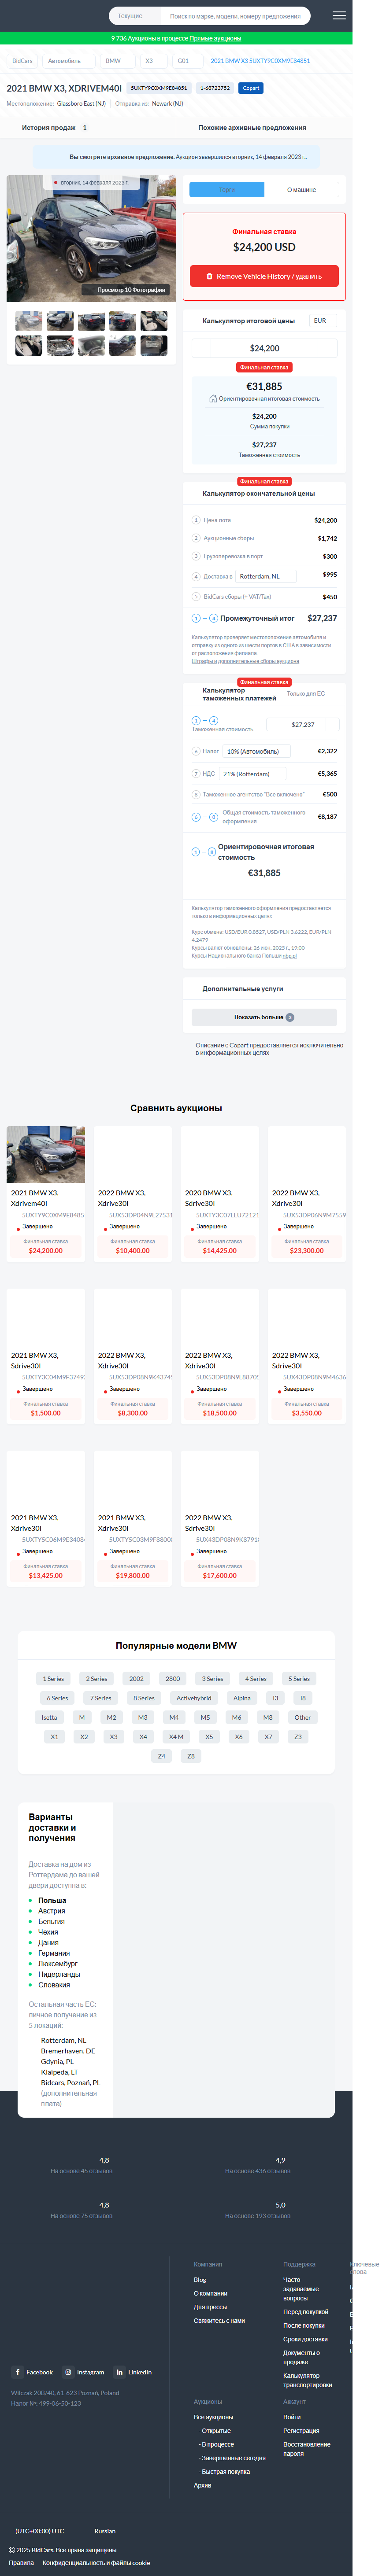 Текущие
Поиск по марке, модели, номеру предложения
9 736 Аукционы в процессе Прямые аукционы
BidCars
Автомобиль
BMW
X3
G01
2021 BMW X3 5UXTY9C0XM9E84851
2021 BMW X3, XDRIVEM40I
5UXTY9C0XM9E84851
1-68723752
Copart
Местоположение: Glassboro East (NJ)
Отправка из: Newark (NJ)
История продаж 1
Похожие архивные предложения
Вы смотрите архивное предложение. Аукцион завершился вторник, 14 февраля 2023 г..
вторник, 14 февраля 2023 г.
Просмотр 10 Фотографии
Торги
О машине
Финальная ставка
$24,200 USD
Remove Vehicle History / удалить
Калькулятор итоговой цены
EUR
$24,200
Финальная ставка
€31,885
Ориентировочная итоговая стоимость
$24,200
Сумма покупки
$27,237
Таможенная стоимость
Финальная ставка
Калькулятор окончательной цены
1 Цена лота $24,200
2 Аукционные сборы $1,742
3 Грузоперевозка в порт $300
4 Доставка в Rotterdam, NL $995
5 BidCars сборы (+ VAT/Tax) $450
1 — 4 Промежуточный итог $27,237
Калькулятор проверяет местоположение автомобиля и
отправку из одного из шести портов в США в зависимости
от расположения филиала
Штрафы и дополнительные сборы аукциона
Финальная ставка
Калькулятор
таможенных платежей
Только для ЕС
1 — 4
Таможенная стоимость
$27,237
6 Налог 10% (Автомобиль) €2,322
7 НДС 21% (Rotterdam) €5,365
8 Таможенное агентство "Все включено" €500
6 — 8 Общая стоимость таможенного
оформления
€8,187
1 — 8 Ориентировочная итоговая
стоимость
€31,885
Калькулятор таможенного оформления предоставляется
только в информационных целях
Курс обмена: USD/EUR 0.8527, USD/PLN 3.6222, EUR/PLN
4.2479
Курсы валют обновлены: 26 июн. 2025 г., 19:00
Курсы Национального банка Польши nbp.pl
Дополнительные услуги
Показать больше 3
Описание с Copart предоставляется исключительно
в информационных целях
Сравнить аукционы
2021 BMW X3,
Xdrivem40I
5UXTY9C0XM9E8485
Завершено
Финальная ставка
$24,200.00
2022 BMW X3,
Xdrive30I
5UX53DP04N9L27531
Завершено
Финальная ставка
$10,400.00
2020 BMW X3,
Sdrive30I
5UXTY3C07LLU72121
Завершено
Финальная ставка
$14,425.00
2022 BMW X3,
Xdrive30I
5UX53DP06N9M7559
Завершено
Финальная ставка
$23,300.00
2021 BMW X3,
Sdrive30I
5UXTY3C04M9F3749
Завершено
Финальная ставка
$1,500.00
2022 BMW X3,
Xdrive30I
5UX53DP08N9K4374
Завершено
Финальная ставка
$8,300.00
2022 BMW X3,
Xdrive30I
5UX53DP08N9L8870
Завершено
Финальная ставка
$18,500.00
2022 BMW X3,
Sdrive30I
5UX43DP08N9M4636
Завершено
Финальная ставка
$3,550.00
2021 BMW X3,
Xdrive30I
5UXTY5C06M9E3408
Завершено
Финальная ставка
$13,425.00
2021 BMW X3,
Xdrive30I
5UXTY5C03M9F8800
Завершено
Финальная ставка
$19,800.00
2022 BMW X3,
Sdrive30I
5UX43DP08N9K8791
Завершено
Финальная ставка
$17,600.00
Популярные модели BMW
1 Series 2 Series 2002 2800 3 Series 4 Series 5 Series
6 Series 7 Series 8 Series Activehybrid Alpina I3 I8
Isetta M M2 M3 M4 M5 M6 M8 Other
X1 X2 X3 X4 X4 M X5 X6 X7 Z3
Z4 Z8
Варианты
доставки и
получения
Доставка на дом из
Роттердама до вашей
двери доступна в:
Польша
Австрия
Бельгия
Чехия
Дания
Германия
Люксембург
Нидерланды
Словакия
Остальная часть ЕС:
личное получение из
5 локаций:
Rotterdam, NL
Bremerhaven, DE
Gdynia, PL
Klaipeda, LT
Bidcars, Poznań, PL
(дополнительная
плата)
4,8
На основе 45 отзывов
4,9
На основе 436 отзывов
4,8
На основе 75 отзывов
5,0
На основе 193 отзывов
Facebook
Instagram
LinkedIn
Wilczak 20B/40, 61-623 Poznań, Poland
Налог №: 499-06-50-123
Компания
Blog
О компании
Для прессы
Свяжитесь с нами
Поддержка
Часто
задаваемые
вопросы
Перед покупкой
После покупки
Сроки доставки
Документы о
продаже
Калькулятор
транспортировки
Ключевые
слова
Аукционы
Все аукционы
- Открытые
- В процессе
- Завершенные сегодня
- Быстрая покупка
Архив
Аккаунт
Войти
Регистрация
Восстановление
пароля
(UTC+00:00) UTC
Russian
© 2025 BidCars. Все права защищены
Правила
Конфиденциальность и файлы cookie